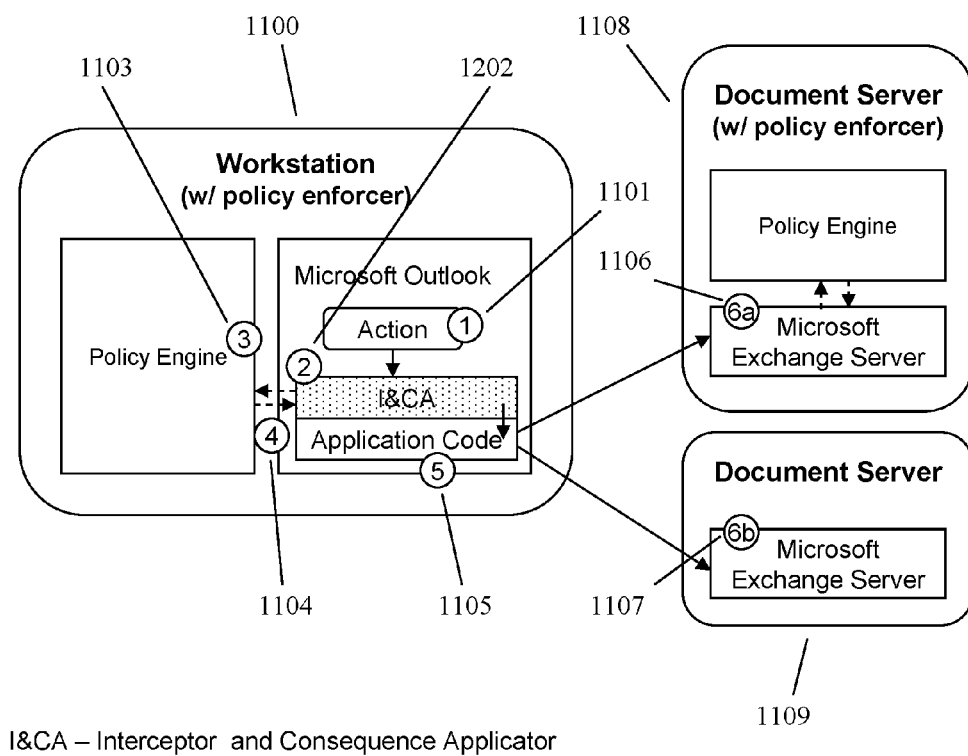 1100
1108
1103
1202
Document Server
(w/ policy enforcer)
Workstation
(w/ policy enforcer)
1101
Policy Engine
Microsoft Outlook
1106
Action
1
6a
3
Microsoft
Exchange Server
Policy Engine
2
I&CA
4
Application Code
5
Document Server
6b
Microsoft
Exchange Server
1104
1105
1107
1109
I&CA – Interceptor and Consequence Applicator